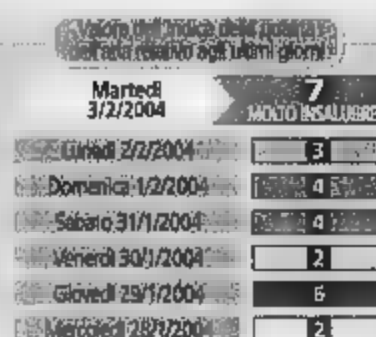 Valore dell'indice della qualità
dell'aria relativo agli ultimi giorni
Martedì
3/2/2004
7
MOLTO INSALUBRE
Lunedì 2/2/2004 3
Domenica 1/2/2004 4
Sabato 31/1/2004 4
Venerdì 30/1/2004 2
Giovedì 29/1/2004 6
Mercoledì 28/1/2004 2